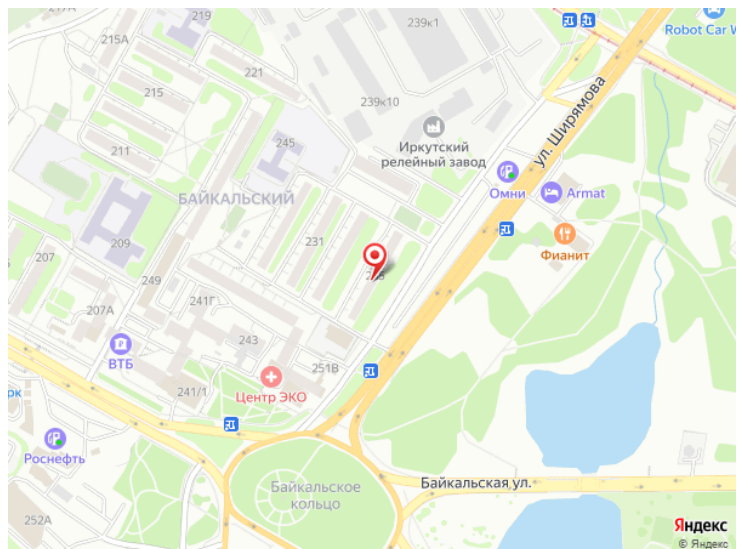 217А
219
239к1
Robot Car W
215А
221
215
239к10
ул. Ширямова
245
Иркутский
релейный завод
211
Омни
Armat
БАЙКАЛЬСКИЙ
231
209
Фианит
207
249
207А
241Г
243
ВТБ
251В
241/1
Центр ЭКО
рк
Роснефть
Байкальская ул.
Байкальское
кольцо
252А
Яндекс
© Яндекс